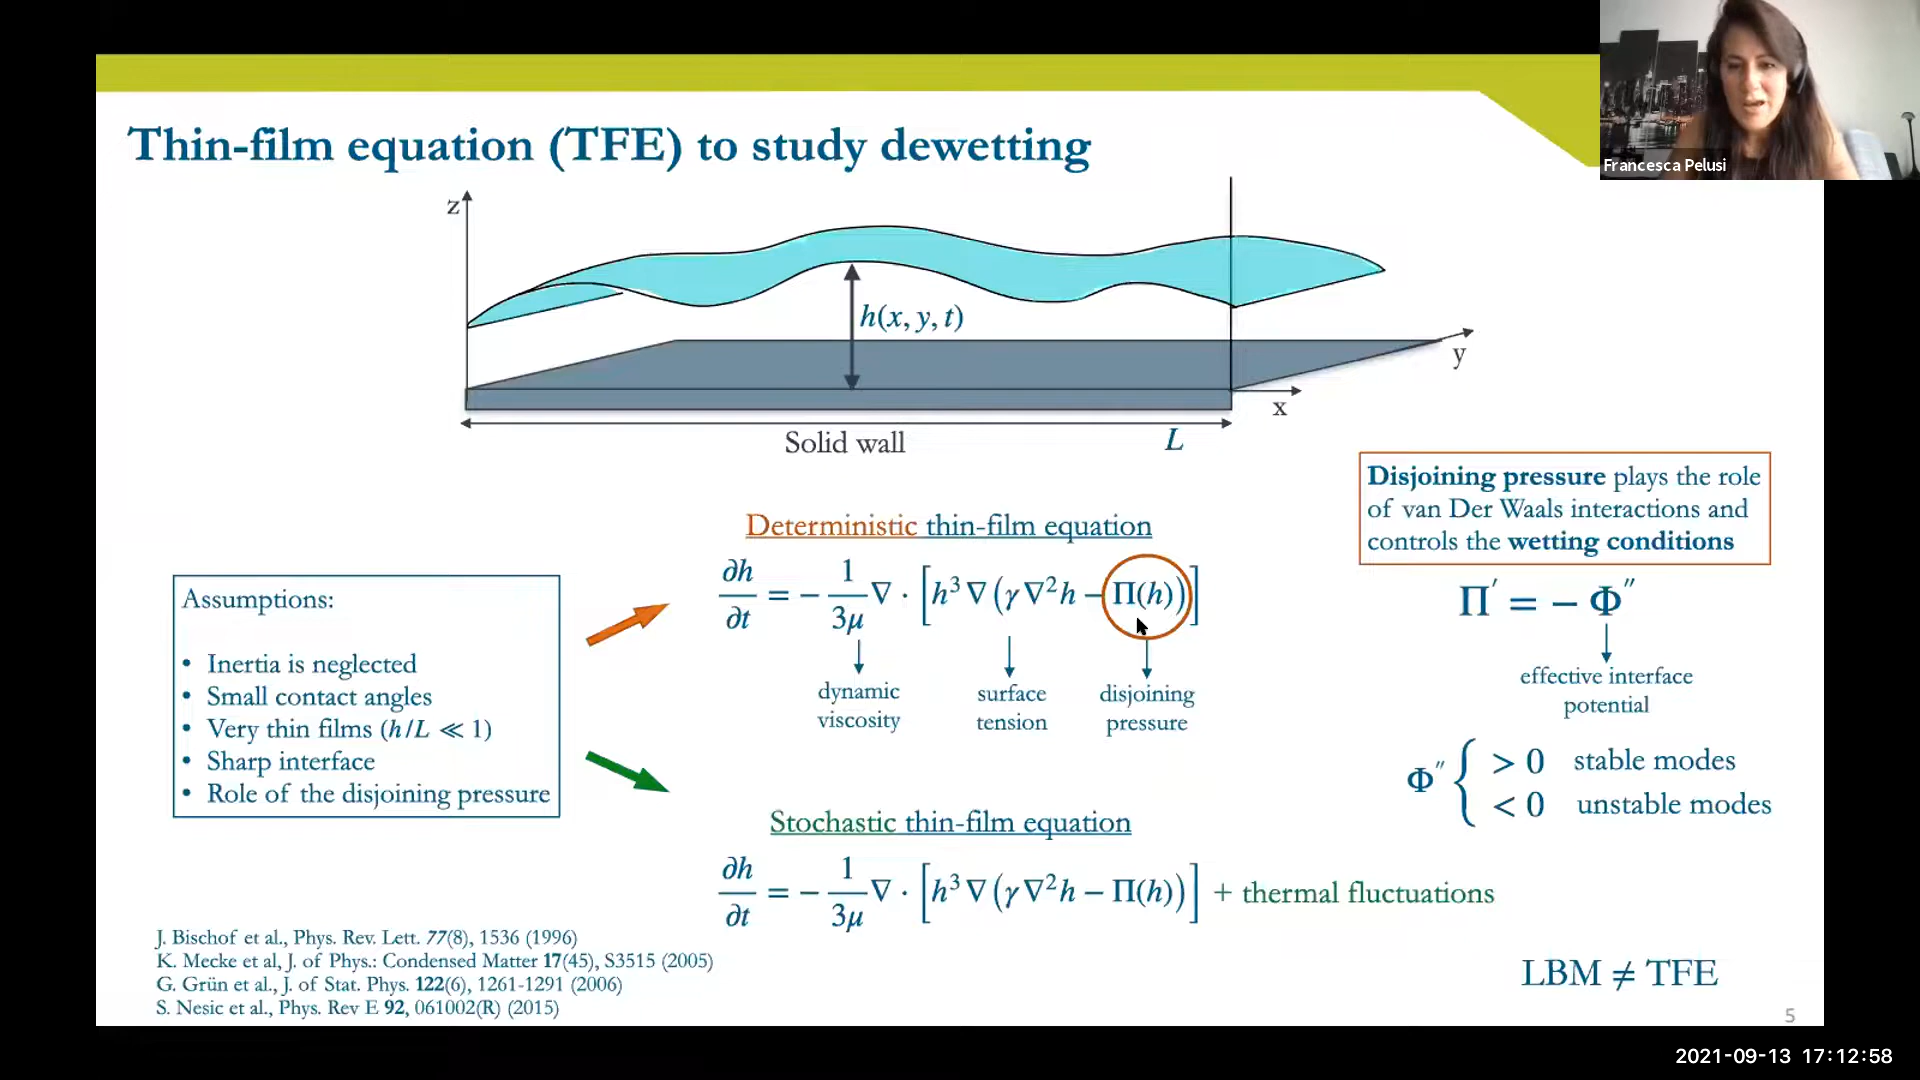 Francesca Pelusi
Thin-film equation (TFE) to study dewetting
z
h(x, y, t)
y
x
Solid wall
L
Disjoining pressure plays the role
of van Der Waals interactions and
controls the wetting conditions
Deterministic thin-film equation
∂h/∂t = − 1/3μ ∇ · [h³ ∇ (γ ∇²h − Π(h))]
dynamic
viscosity
surface
tension
disjoining
pressure
Π′ = − Φ″
effective interface
potential
Φ″ { > 0 stable modes
< 0 unstable modes
Assumptions:
• Inertia is neglected
• Small contact angles
• Very thin films (h/L ≪ 1)
• Sharp interface
• Role of the disjoining pressure
Stochastic thin-film equation
∂h/∂t = − 1/3μ ∇ · [h³ ∇ (γ ∇²h − Π(h))] + thermal fluctuations
J. Bischof et al., Phys. Rev. Lett. 77(8), 1536 (1996)
K. Mecke et al, J. of Phys.: Condensed Matter 17(45), S3515 (2005)
G. Grün et al., J. of Stat. Phys. 122(6), 1261-1291 (2006)
S. Nesic et al., Phys. Rev E 92, 061002(R) (2015)
LBM ≠ TFE
5
2021-09-13 17:12:58